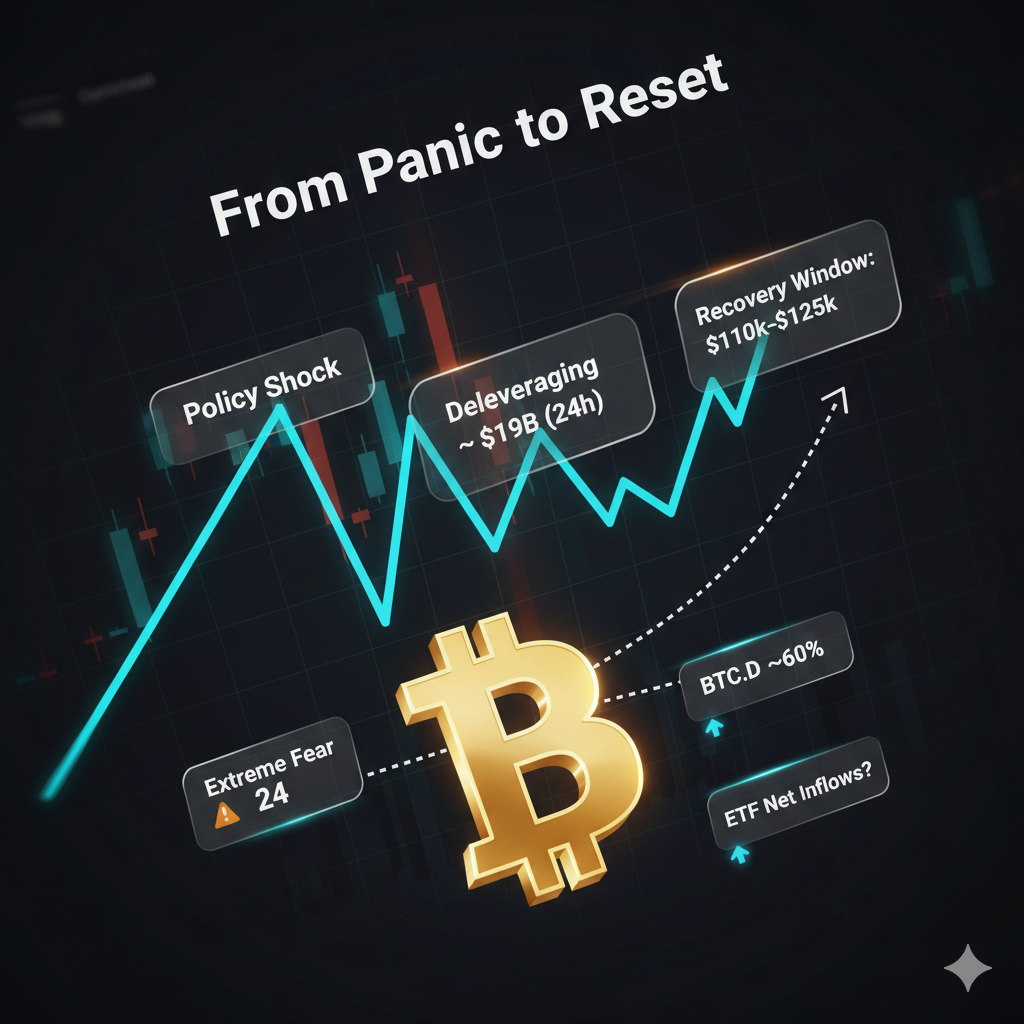 From Panic to Reset
Policy Shock
Deleveraging
~ $19B (24h)
Recovery Window:
$110k-$125k
BTC.D ~60%
Extreme Fear
24
ETF Net Inflows?